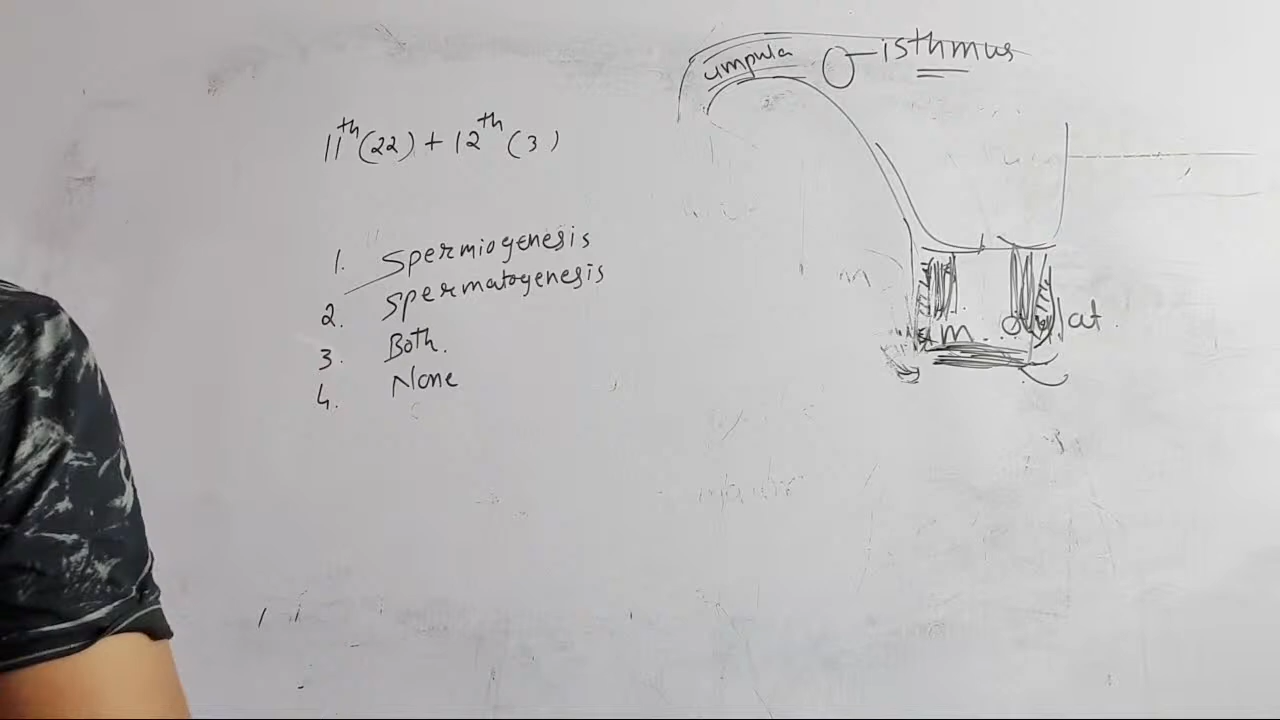 11th (22) + 12th (3)
1. Spermiogenesis
2. Spermatogenesis
3. Both.
4. None
ampula
isthmus
m
at.